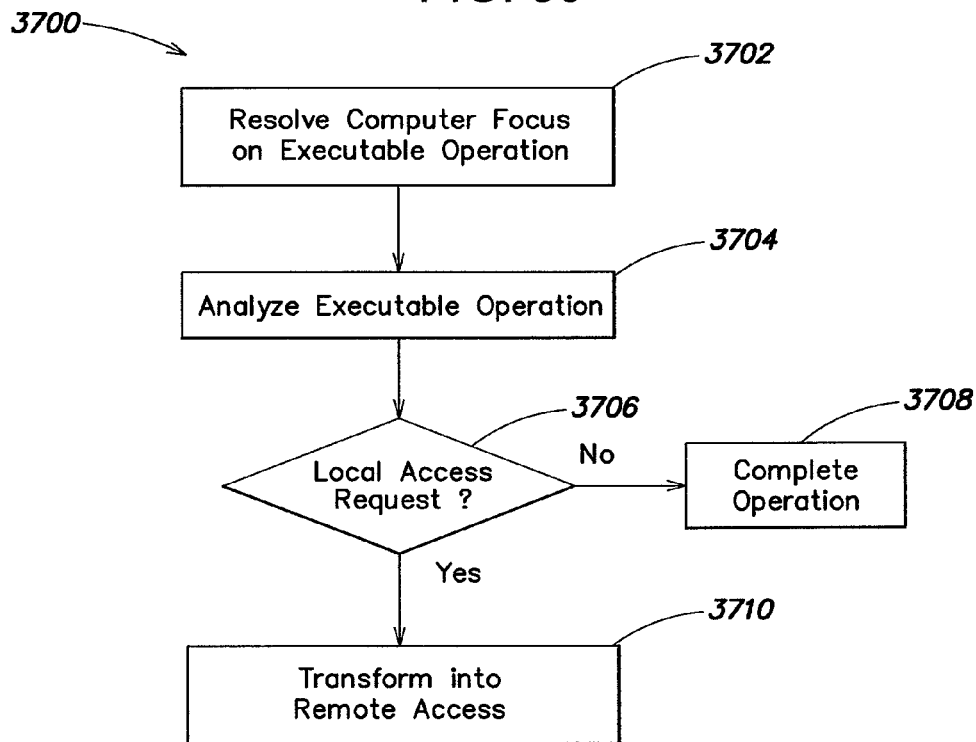 3700
3702
Resolve Computer Focus
on Executable Operation
3704
Analyze Executable Operation
3706
Local Access
Request ?
No
3708
Complete
Operation
Yes
3710
Transform into
Remote Access